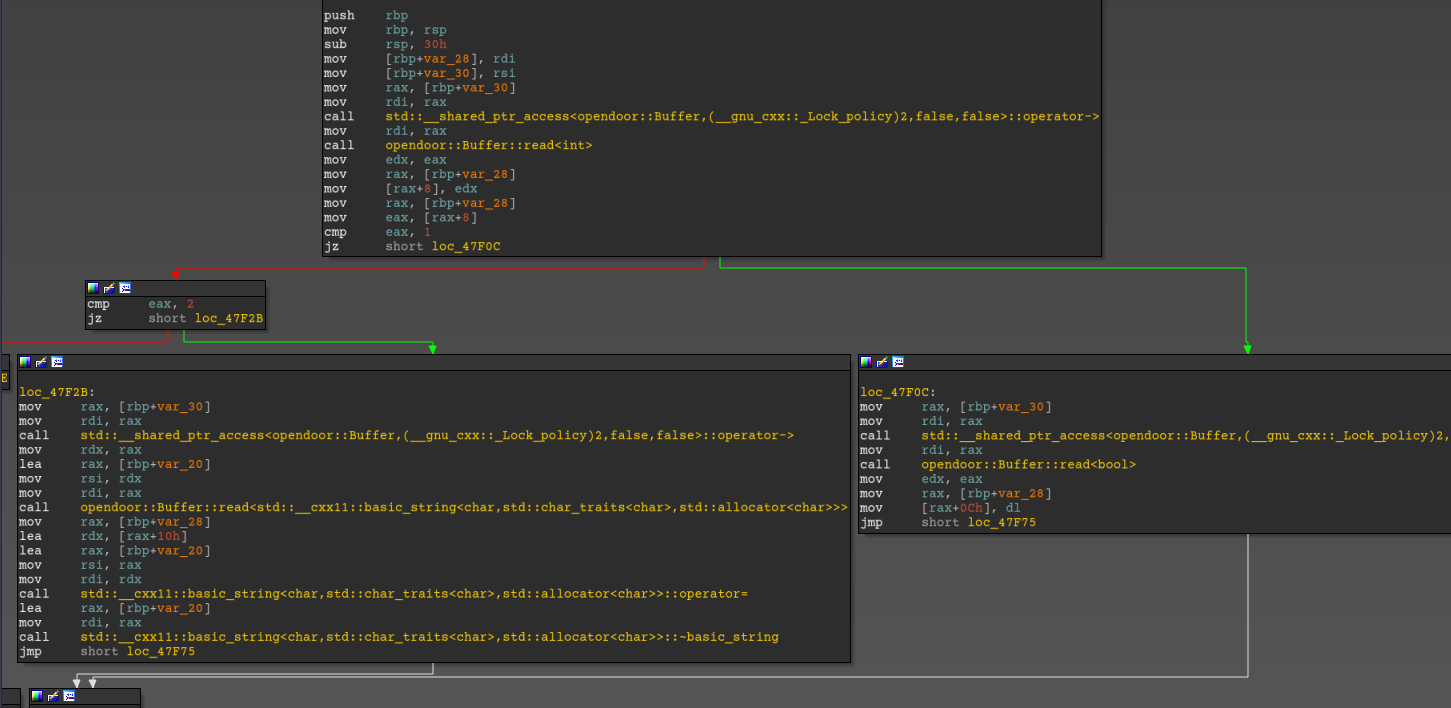 push rbp
mov rbp, rsp
sub rsp, 30h
mov [rbp+var_28], rdi
mov [rbp+var_30], rsi
mov rax, [rbp+var_30]
mov rdi, rax
call std::__shared_ptr_access<opendoor::Buffer,(__gnu_cxx::_Lock_policy)2,false,false>::operator->
mov rdi, rax
call opendoor::Buffer::read<int>
mov edx, eax
mov rax, [rbp+var_28]
mov [rax+8], edx
mov rax, [rbp+var_28]
mov eax, [rax+8]
cmp eax, 1
jz short loc_47F0C
cmp eax, 2
jz short loc_47F2B
E
loc_47F2B:
mov rax, [rbp+var_30]
mov rdi, rax
call std::__shared_ptr_access<opendoor::Buffer,(__gnu_cxx::_Lock_policy)2,false,false>::operator->
mov rdx, rax
lea rax, [rbp+var_20]
mov rsi, rdx
mov rdi, rax
call opendoor::Buffer::read<std::__cxx11::basic_string<char,std::char_traits<char>,std::allocator<char>>>
mov rax, [rbp+var_28]
lea rdx, [rax+10h]
lea rax, [rbp+var_20]
mov rsi, rax
mov rdi, rdx
call std::__cxx11::basic_string<char,std::char_traits<char>,std::allocator<char>>::operator=
lea rax, [rbp+var_20]
mov rdi, rax
call std::__cxx11::basic_string<char,std::char_traits<char>,std::allocator<char>>::~basic_string
jmp short loc_47F75
loc_47F0C:
mov rax, [rbp+var_30]
mov rdi, rax
call std::__shared_ptr_access<opendoor::Buffer,(__gnu_cxx::_Lock_policy)2,
mov rdi, rax
call opendoor::Buffer::read<bool>
mov edx, eax
mov rax, [rbp+var_28]
mov [rax+0Ch], dl
jmp short loc_47F75